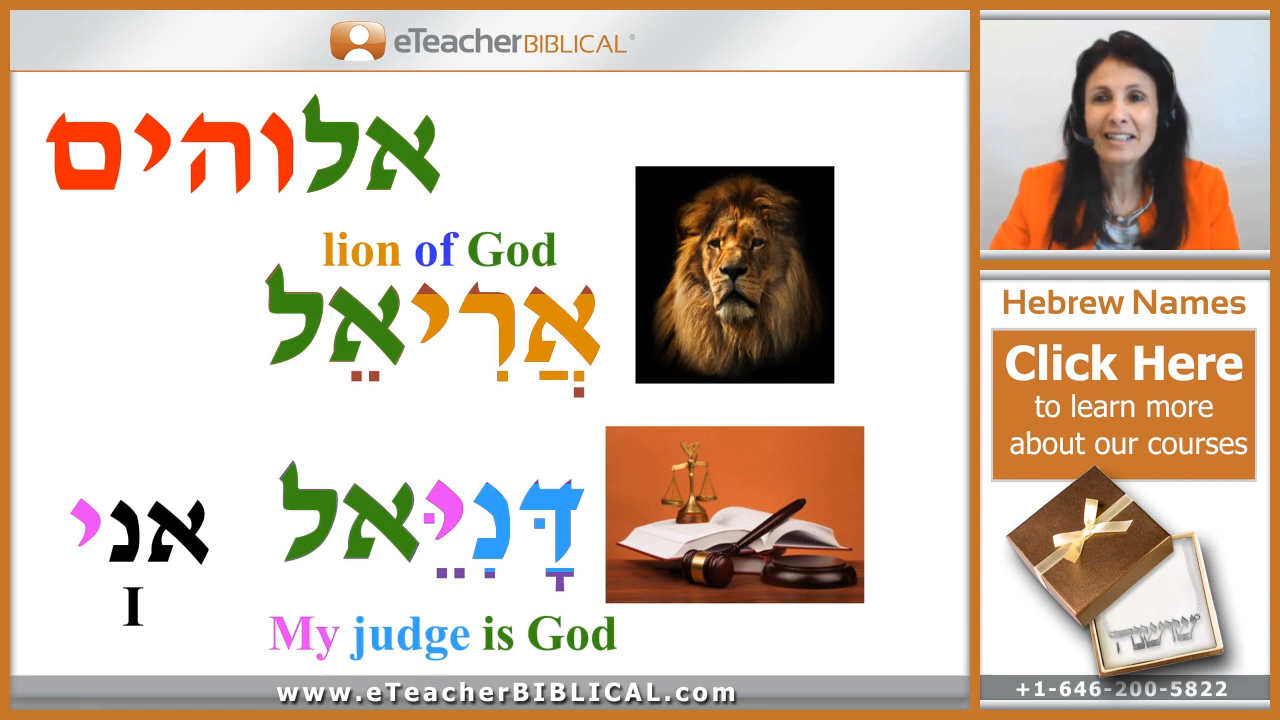 eTeacherBIBLICAL®
אלוהים
lion of God
אֲרְִיאֵל
דָּנִיֵּאל
אני
I
My judge is God
www.eTeacherBIBLICAL.com
Hebrew Names
Click Here
to learn more
about our courses
שושנה
+1-646-200-5822